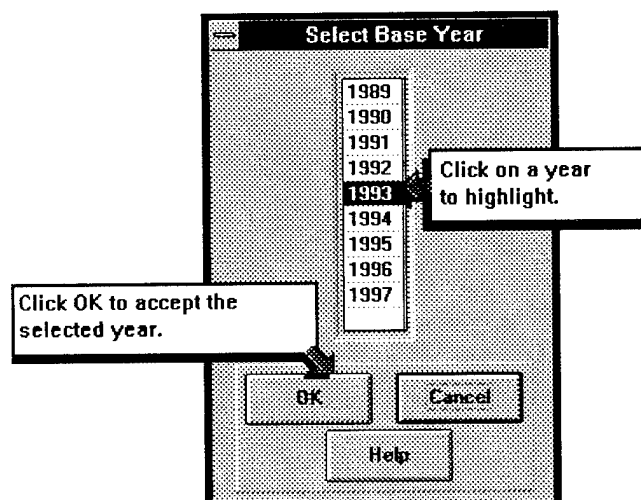 Select Base Year
1989
1990
1991
1992
1993
1994
1995
1996
1997
Click on a year
to highlight.
Click OK to accept the
selected year.
OK
Cancel
Help